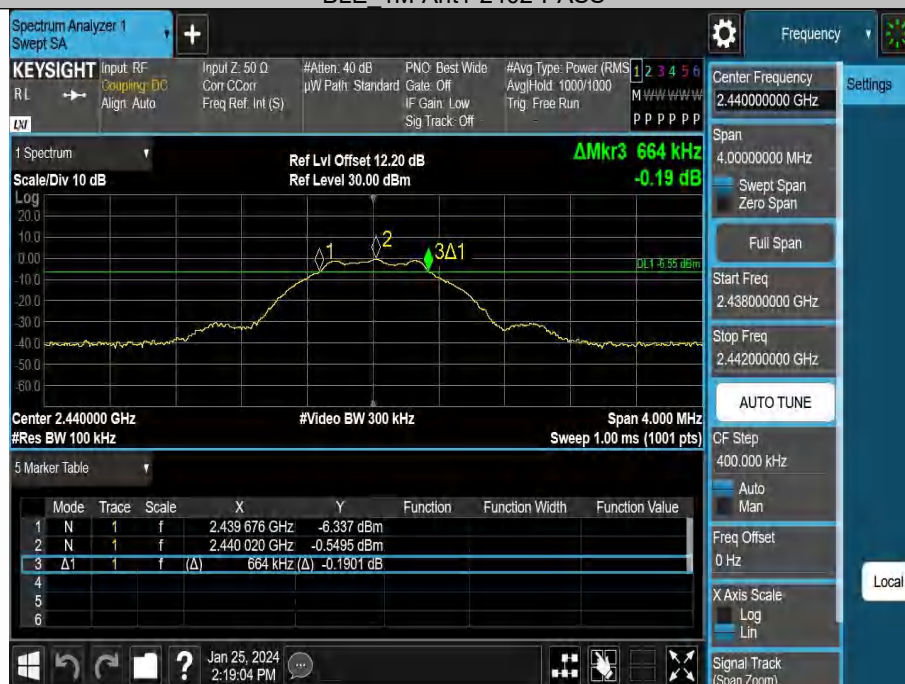 Spectrum Analyzer 1
Swept SA
+
Frequency
KEYSIGHT
RL
LXI
Input: RF
Coupling: DC
Align: Auto
Input Z: 50 Ω
Corr CCorr
Freq Ref: Int (S)
#Atten: 40 dB
µW Path: Standard
PNO: Best Wide
Gate: Off
IF Gain: Low
Sig Track: Off
#Avg Type: Power (RMS
Avg|Hold: 1000/1000
Trig: Free Run
1 2 3 4 5 6
M W W W W W
P P P P P P
1 Spectrum
Scale/Div 10 dB
Log
Ref Lvl Offset 12.20 dB
Ref Level 30.00 dBm
ΔMkr3 664 kHz
-0.19 dB
20.0
10.0
0.00
-10.0
-20.0
-30.0
-40.0
-50.0
-60.0
1
2
3Δ1
DL1 -6.55 dBm
Center 2.440000 GHz
#Res BW 100 kHz
#Video BW 300 kHz
Span 4.000 MHz
Sweep 1.00 ms (1001 pts)
5 Marker Table
Mode Trace Scale X Y Function Function Width Function Value
1 N 1 f 2.439 676 GHz -6.337 dBm
2 N 1 f 2.440 020 GHz -0.5495 dBm
3 Δ1 1 f (Δ) 664 kHz (Δ) -0.1901 dB
4
5
6
?
Jan 25, 2024
2:19:04 PM
Center Frequency
2.440000000 GHz
Span
4.00000000 MHz
Swept Span
Zero Span
Full Span
Start Freq
2.438000000 GHz
Stop Freq
2.442000000 GHz
AUTO TUNE
CF Step
400.000 kHz
Auto
Man
Freq Offset
0 Hz
X Axis Scale
Log
Lin
Signal Track
(Span Zoom)
Settings
Local